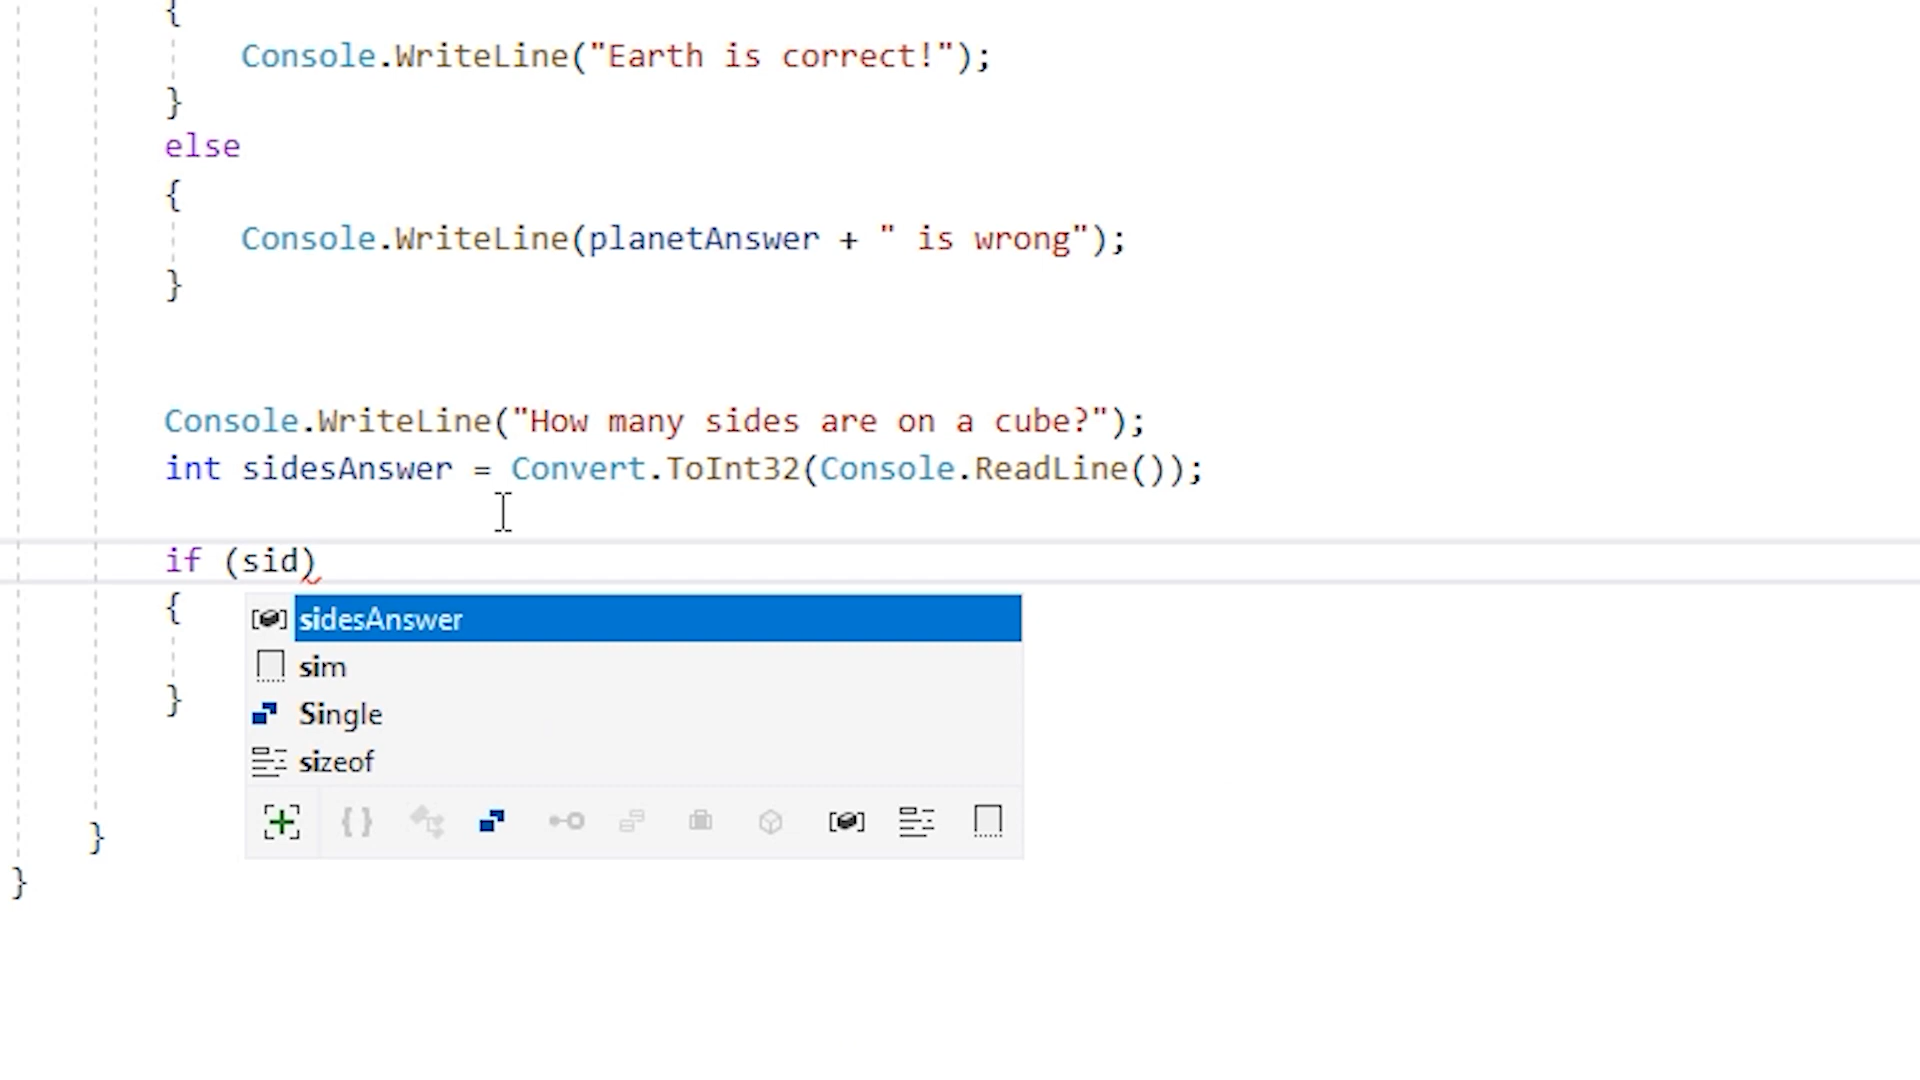 {
Console.WriteLine("Earth is correct!");
}
else
{
Console.WriteLine(planetAnswer + " is wrong");
}
Console.WriteLine("How many sides are on a cube?");
int sidesAnswer = Convert.ToInt32(Console.ReadLine());
if (sid)
{
sidesAnswer
sim
}
Single
sizeof
}
}